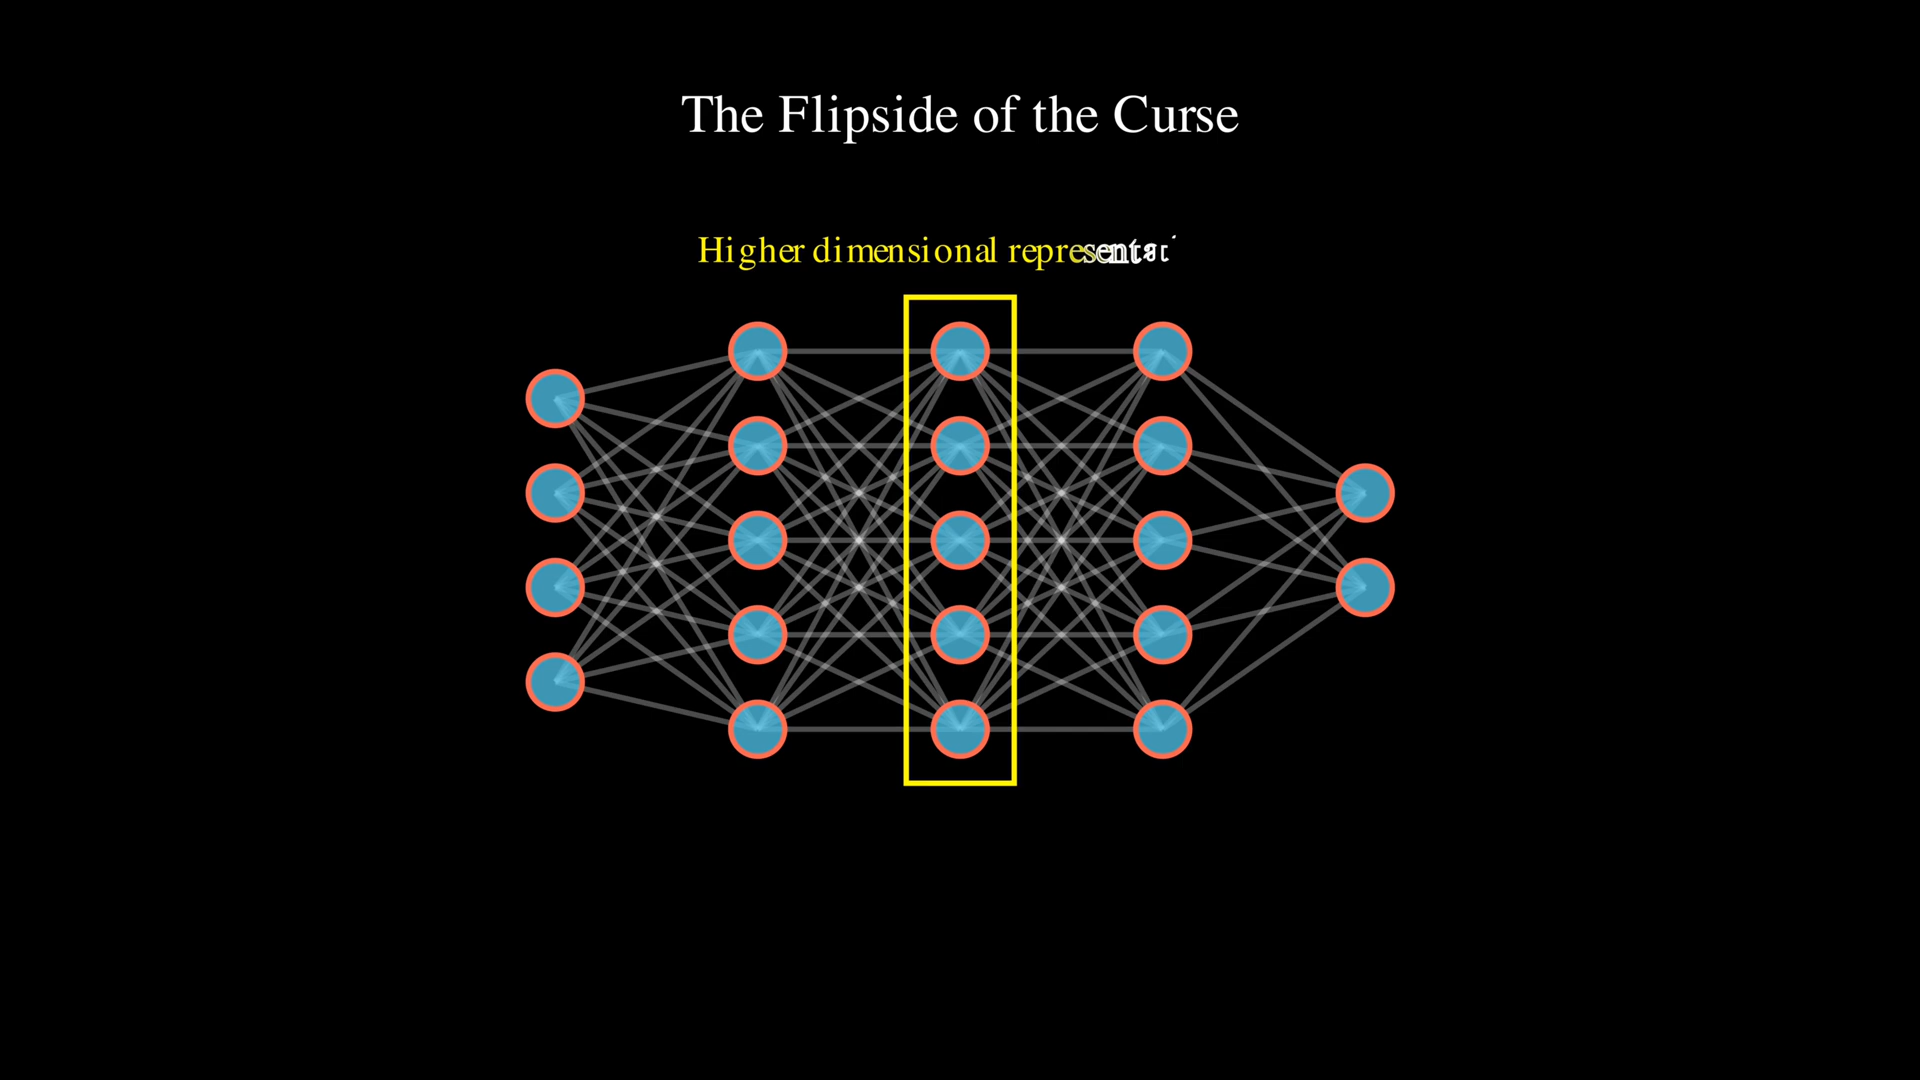 The Flipside of the Curse
Higher dimensional